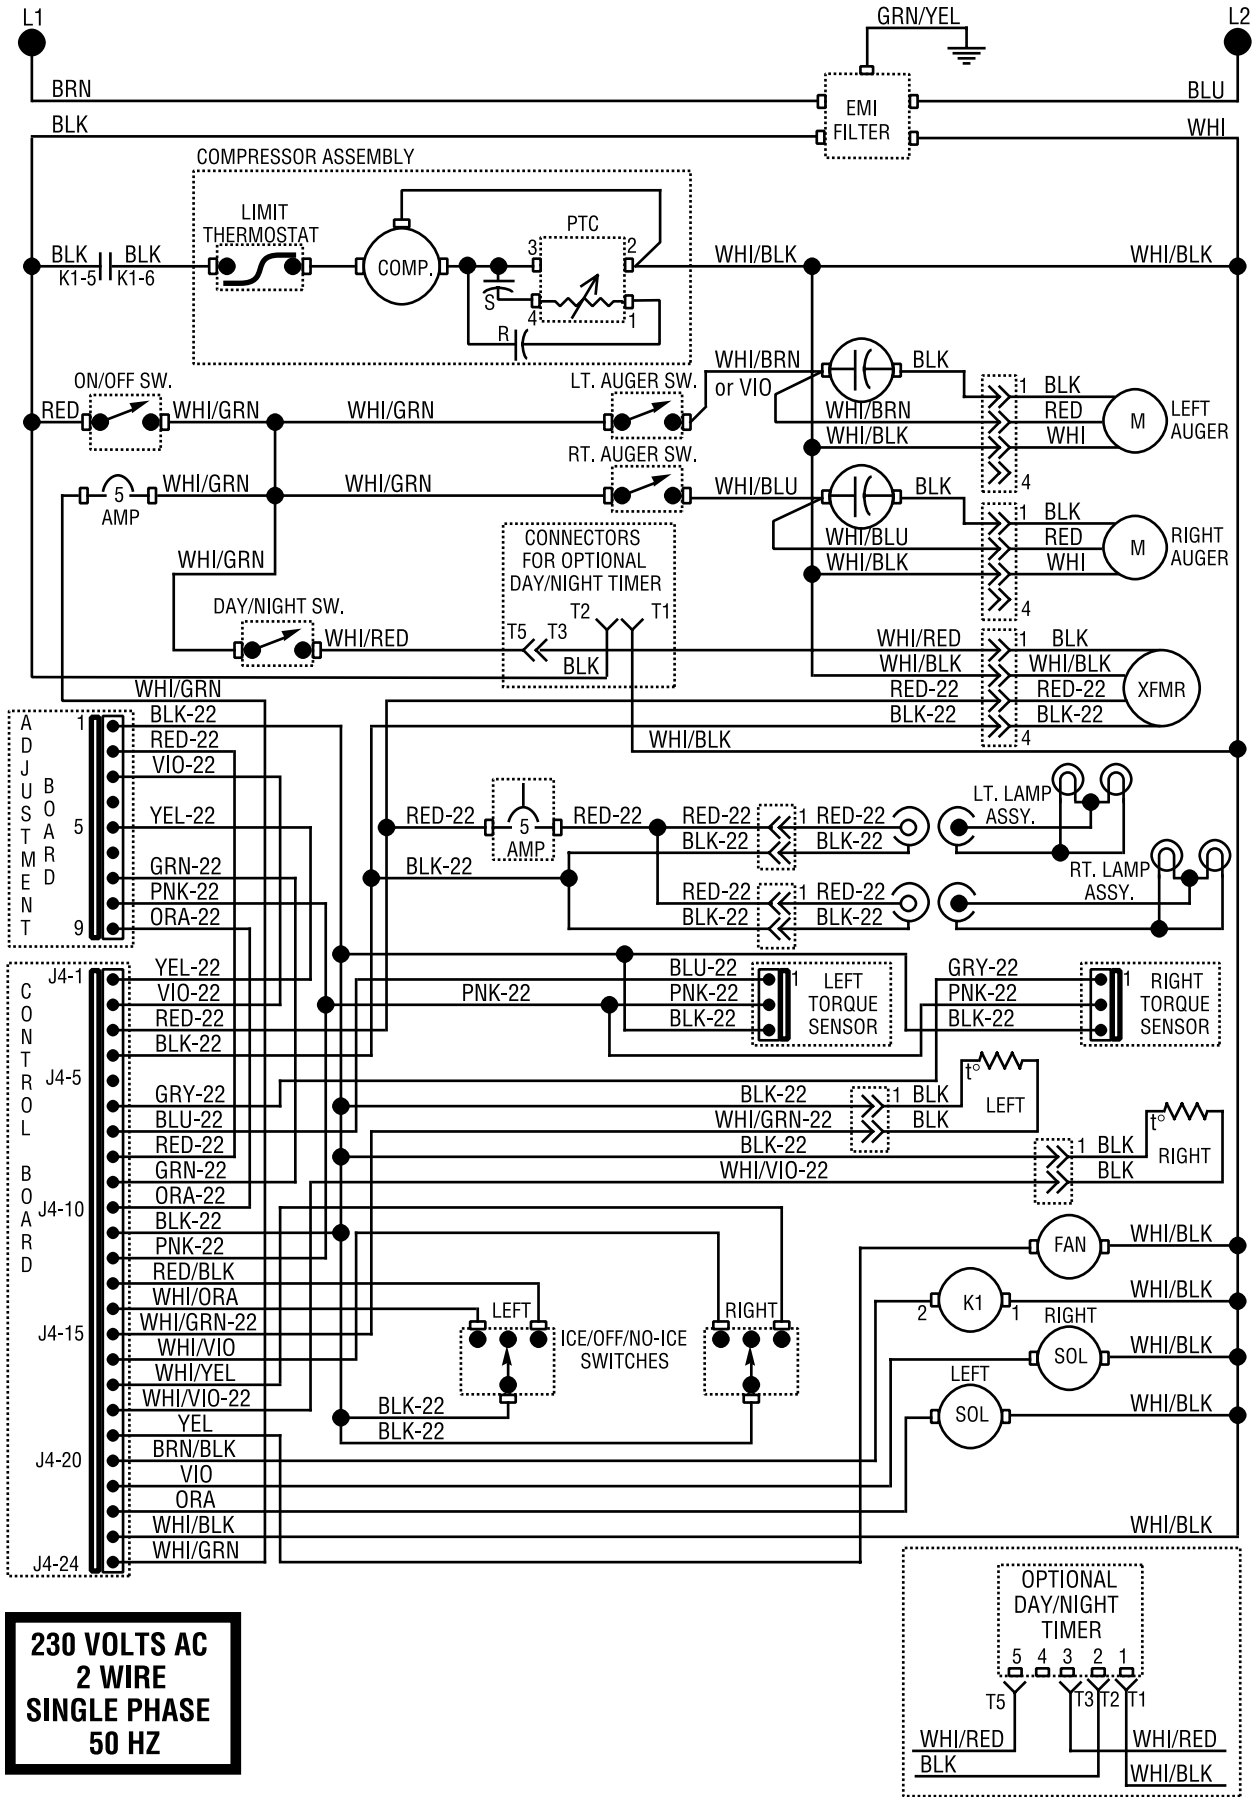 L1
GRN/YEL
L2
BRN
BLU
EMI
FILTER
BLK
WHI
COMPRESSOR ASSEMBLY
LIMIT
THERMOSTAT
PTC
BLK BLK
K1-5 K1-6
COMP.
3 2
WHI/BLK WHI/BLK
S
4 1
R
ON/OFF SW.
LT. AUGER SW.
WHI/BRN
or VIO
BLK
RED WHI/GRN WHI/GRN
WHI/BRN
WHI/BLK
1 BLK
RED
WHI
4
M
LEFT
AUGER
RT. AUGER SW.
5
AMP
WHI/GRN WHI/GRN
WHI/BLU
BLK
WHI/BLU
WHI/BLK
1 BLK
RED
WHI
4
M
RIGHT
AUGER
CONNECTORS
FOR OPTIONAL
DAY/NIGHT TIMER
WHI/GRN
DAY/NIGHT SW.
WHI/RED
T2 T1
T5 T3
BLK
WHI/RED 1 BLK
WHI/BLK WHI/BLK
RED-22 RED-22
BLK-22 BLK-22
4
XFMR
WHI/GRN
WHI/BLK
ADJUSTMENT
BOARD
1 BLK-22
RED-22
VIO-22
5 YEL-22
GRN-22
PNK-22
9 ORA-22
RED-22
5
AMP
RED-22
RED-22 1 RED-22
BLK-22 BLK-22
LT. LAMP
ASSY.
BLK-22
RED-22 1 RED-22
BLK-22 BLK-22
RT. LAMP
ASSY.
CONTROL
BOARD
J4-1 YEL-22
VIO-22
RED-22
BLK-22
J4-5
GRY-22
BLU-22
RED-22
GRN-22
J4-10 ORA-22
BLK-22
PNK-22
RED/BLK
WHI/ORA
J4-15 WHI/GRN-22
WHI/VIO
WHI/YEL
WHI/VIO-22
YEL
J4-20 BRN/BLK
VIO
ORA
WHI/BLK
J4-24 WHI/GRN
PNK-22
BLU-22 1
PNK-22
BLK-22
LEFT
TORQUE
SENSOR
GRY-22 1
PNK-22
BLK-22
RIGHT
TORQUE
SENSOR
BLK-22 1 BLK
WHI/GRN-22 BLK
t°
LEFT
BLK-22 1 BLK
WHI/VIO-22 BLK
t°
RIGHT
LEFT
ICE/OFF/NO-ICE
SWITCHES
RIGHT
BLK-22
BLK-22
FAN WHI/BLK
2 K1 1 WHI/BLK
RIGHT
SOL WHI/BLK
LEFT
SOL WHI/BLK
WHI/BLK
OPTIONAL
DAY/NIGHT
TIMER
5 4 3 2 1
T5 T3 T2 T1
WHI/RED WHI/RED
BLK
WHI/BLK
230 VOLTS AC
2 WIRE
SINGLE PHASE
50 HZ